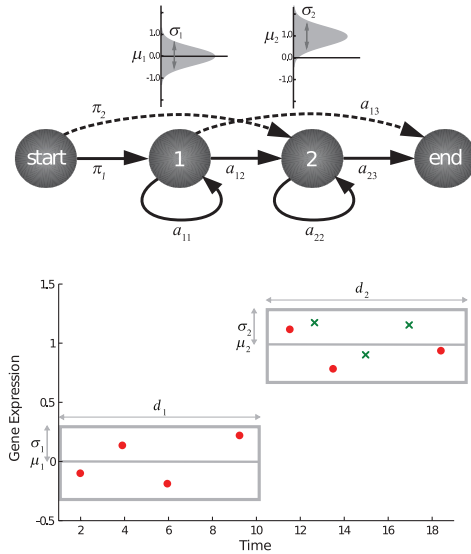 σ₁
μ₁
1.0
0.0
-1.0
σ₂
μ₂
1.0
0.0
-1.0
π₂
a₁₃
start
π₁
1
a₁₂
2
a₂₃
end
a₁₁
a₂₂
Gene Expression
1.5
1
0.5
0
-0.5
d₂
σ₂
μ₂
d₁
σ₁
μ₁
2 4 6 8 10 12 14 16 18
Time